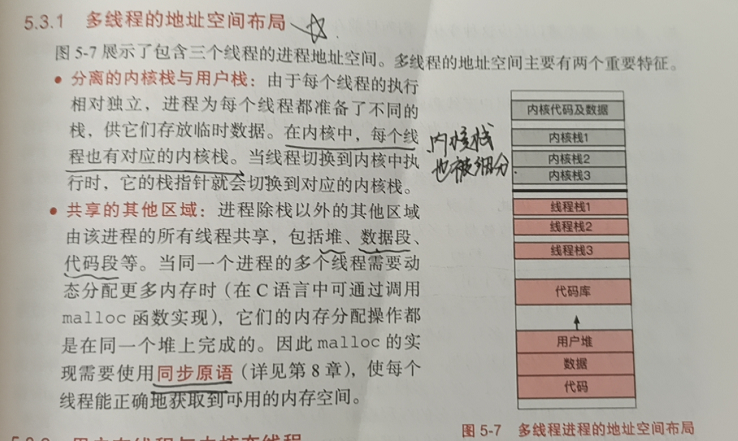 5.3.1 多线程的地址空间布局
图 5-7 展示了包含三个线程的进程地址空间。多线程的地址空间主要有两个重要特征。
• 分离的内核栈与用户栈：由于每个线程的执行
相对独立，进程为每个线程都准备了不同的
栈，供它们存放临时数据。在内核中，每个线
程也有对应的内核栈。当线程切换到内核中执
行时，它的栈指针就会切换到对应的内核栈。
• 共享的其他区域：进程除栈以外的其他区域
由该进程的所有线程共享，包括堆、数据段、
代码段等。当同一个进程的多个线程需要动
态分配更多内存时（在 C 语言中可通过调用
malloc 函数实现），它们的内存分配操作都
是在同一个堆上完成的。因此 malloc 的实
现需要使用同步原语（详见第 8 章），使每个
线程能正确地获取到可用的内存空间。
内核栈
也被细分.
内核代码及数据
内核栈1
内核栈2
内核栈3
线程栈1
线程栈2
线程栈3
代码库
用户堆
数据
代码
图 5-7 多线程进程的地址空间布局